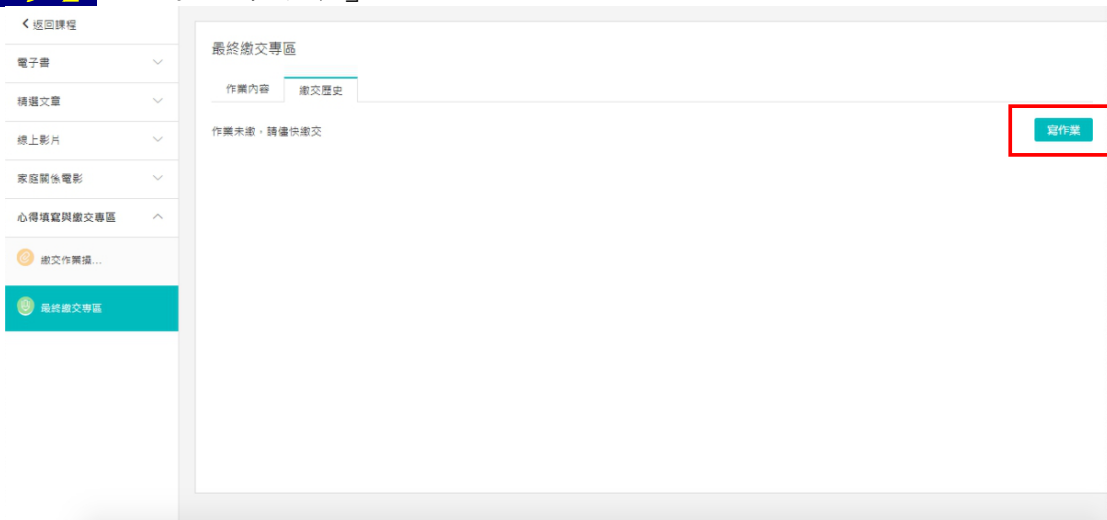 返回課程
電子書
精選文章
線上影片
家庭關係電影
心得填寫與繳交專區
繳交作業操...
最終繳交專區
最終繳交專區
作業內容
繳交歷史
作業未繳，請儘快繳交
寫作業